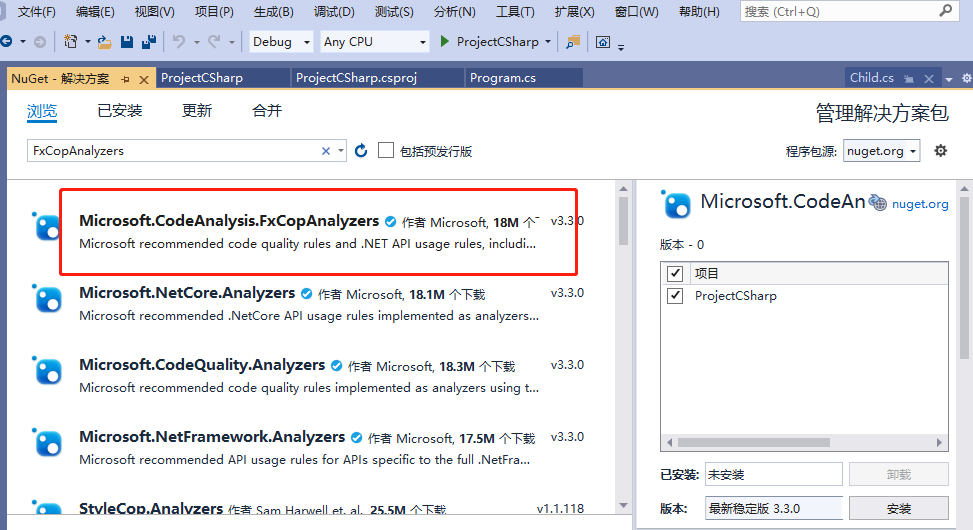 文件(F) 编辑(E) 视图(V) 项目(P) 生成(B) 调试(D) 测试(S) 分析(N) 工具(T) 扩展(X) 窗口(W) 帮助(H) 搜索 (Ctrl+Q)
Debug Any CPU ProjectCSharp
NuGet - 解决方案 ProjectCSharp ProjectCSharp.csproj Program.cs Child.cs
浏览 已安装 更新 合并 管理解决方案包
FxCopAnalyzers 包括预发行版 程序包源: nuget.org
Microsoft.CodeAnalysis.FxCopAnalyzers 作者 Microsoft, 18M 个 v3.3.0
Microsoft recommended code quality rules and .NET API usage rules, includi...
Microsoft.NetCore.Analyzers 作者 Microsoft, 18.1M 个下载 v3.3.0
Microsoft recommended .NetCore API usage rules implemented as analyzers...
Microsoft.CodeQuality.Analyzers 作者 Microsoft, 18.3M 个下载 v3.3.0
Microsoft recommended code quality rules implemented as analyzers using t...
Microsoft.NetFramework.Analyzers 作者 Microsoft, 17.5M 个下载 v3.3.0
Microsoft recommended API usage rules for APIs specific to the full .NetFra...
StyleCop.Analyzers 作者 Sam Harwell et. al. 25.5M 个下载 v1.1.118
Microsoft.CodeAn nuget.org
版本 - 0
项目
ProjectCSharp
已安装: 未安装 卸载
版本: 最新稳定版 3.3.0 安装